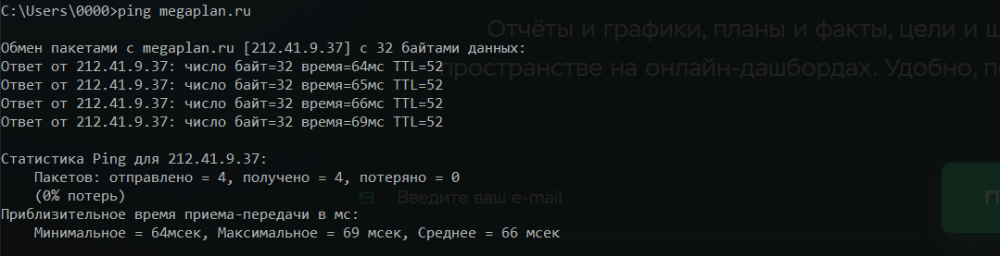 C:\Users\0000>ping megaplan.ru
Обмен пакетами с megaplan.ru [212.41.9.37] с 32 байтами данных:
Ответ от 212.41.9.37: число байт=32 время=64мс TTL=52
Ответ от 212.41.9.37: число байт=32 время=65мс TTL=52
Ответ от 212.41.9.37: число байт=32 время=66мс TTL=52
Ответ от 212.41.9.37: число байт=32 время=69мс TTL=52
Статистика Ping для 212.41.9.37:
    Пакетов: отправлено = 4, получено = 4, потеряно = 0
    (0% потерь)
Приблизительное время приема-передачи в мс:
    Минимальное = 64мсек, Максимальное = 69 мсек, Среднее = 66 мсек
Отчёты и графики, планы и факты, цели и
пространстве на онлайн-дашбордах. Удобно,
Введите ваш e-mail